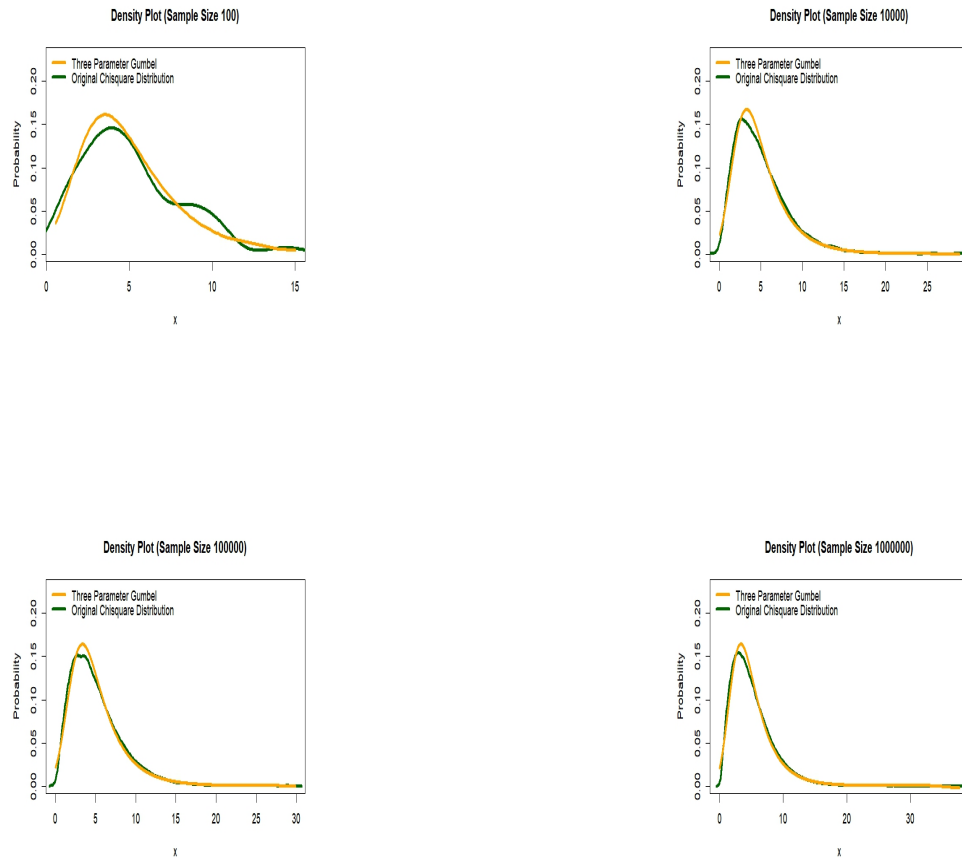 Density Plot (Sample Size 100)
Three Parameter Gumbel
Original Chisquare Distribution
Probability
0.20
0.15
0.10
0.05
0.00
0 5 10 15
X
Density Plot (Sample Size 10000)
Three Parameter Gumbel
Original Chisquare Distribution
Probability
0.20
0.15
0.10
0.05
0.00
0 5 10 15 20 25
X
Density Plot (Sample Size 100000)
Three Parameter Gumbel
Original Chisquare Distribution
Probability
0.20
0.15
0.10
0.05
0.00
0 5 10 15 20 25 30
X
Density Plot (Sample Size 1000000)
Three Parameter Gumbel
Original Chisquare Distribution
Probability
0.20
0.15
0.10
0.05
0.00
0 10 20 30
X